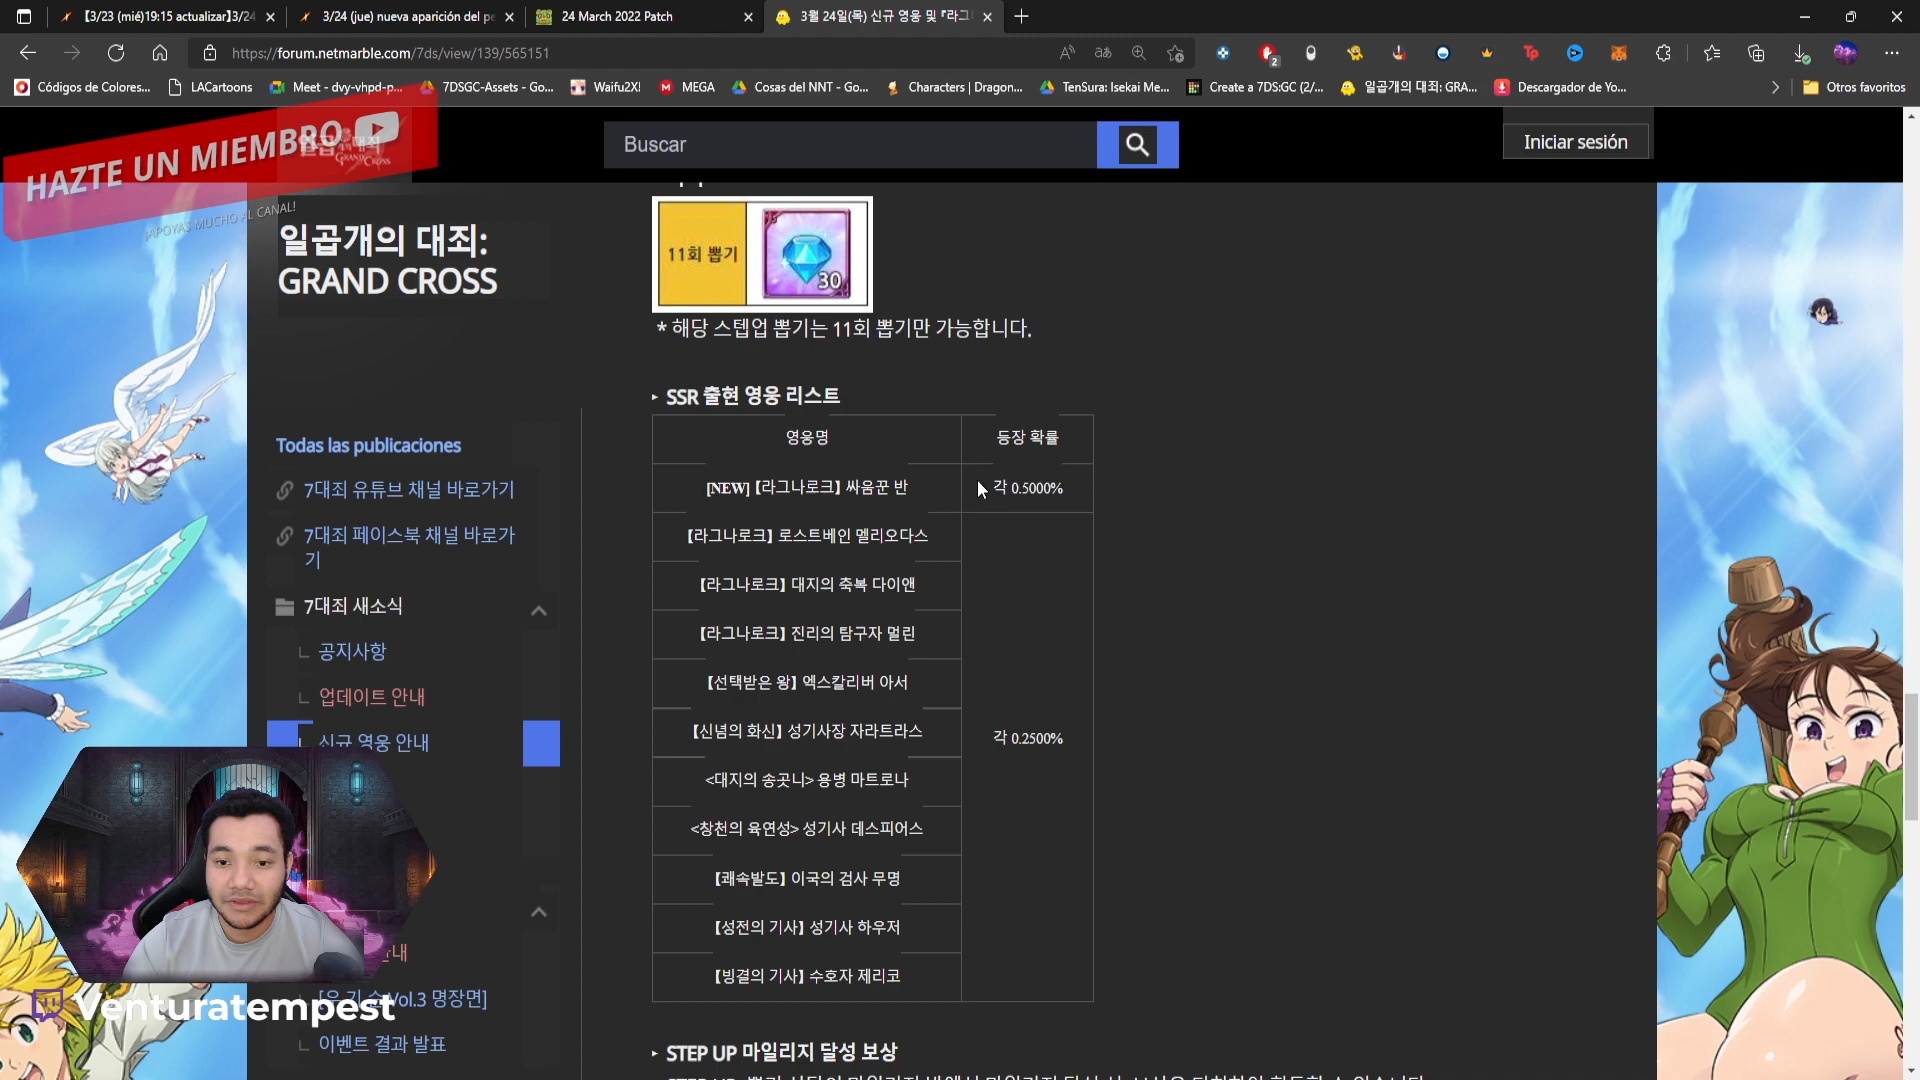 【3/23 (mié)19:15 actualizar】3/24
3/24 (jue) nueva aparición del pe
24 March 2022 Patch
3월 24일(목) 신규 영웅 및 『라그
https://forum.netmarble.com/7ds/view/139/565151
Códigos de Colores...
LACartoons
Meet - dvy-vhpd-p...
7DSGC-Assets - Go...
Waifu2X!
MEGA
Cosas del NNT - Go...
Characters | Dragon...
TenSura: Isekai Me...
Create a 7DS:GC (2/...
일곱개의 대죄: GRA...
Descargador de Yo...
Otros favoritos
HAZTE UN MIEMBRO
¡APOYAS MUCHO AL CANAL!
일곱개의 대죄
GRAND CROSS
Buscar
Iniciar sesión
일곱개의 대죄:
GRAND CROSS
Todas las publicaciones
7대죄 유튜브 채널 바로가기
7대죄 페이스북 채널 바로가
기
7대죄 새소식
공지사항
업데이트 안내
신규 영웅 안내
안내
Vol.3 명장면]
이벤트 결과 발표
Venturatempest
11회 뽑기
30
* 해당 스텝업 뽑기는 11회 뽑기만 가능합니다.
SSR 출현 영웅 리스트
영웅명 등장 확률
[NEW]【라그나로크】싸움꾼 반 각 0.5000%
【라그나로크】로스트베인 멜리오다스
【라그나로크】대지의 축복 다이앤
【라그나로크】진리의 탐구자 멀린
【선택받은 왕】엑스칼리버 아서
【신념의 화신】성기사장 자라트라스
각 0.2500%
<대지의 송곳니> 용병 마트로나
<창천의 육연성> 성기사 데스피어스
【쾌속발도】이국의 검사 무명
【성전의 기사】성기사 하우저
【빙결의 기사】수호자 제리코
STEP UP 마일리지 달성 보상